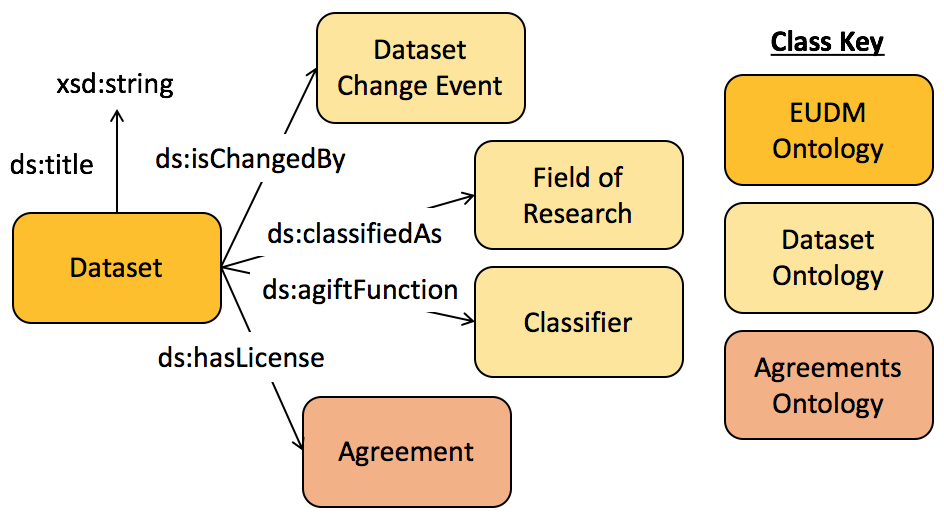 Dataset
Change Event
Class Key
xsd:string
EUDM
Ontology
ds:title
ds:isChangedBy
Field of
Research
ds:classifiedAs
Dataset
Ontology
Dataset
ds:agiftFunction
Classifier
ds:hasLicense
Agreements
Ontology
Agreement